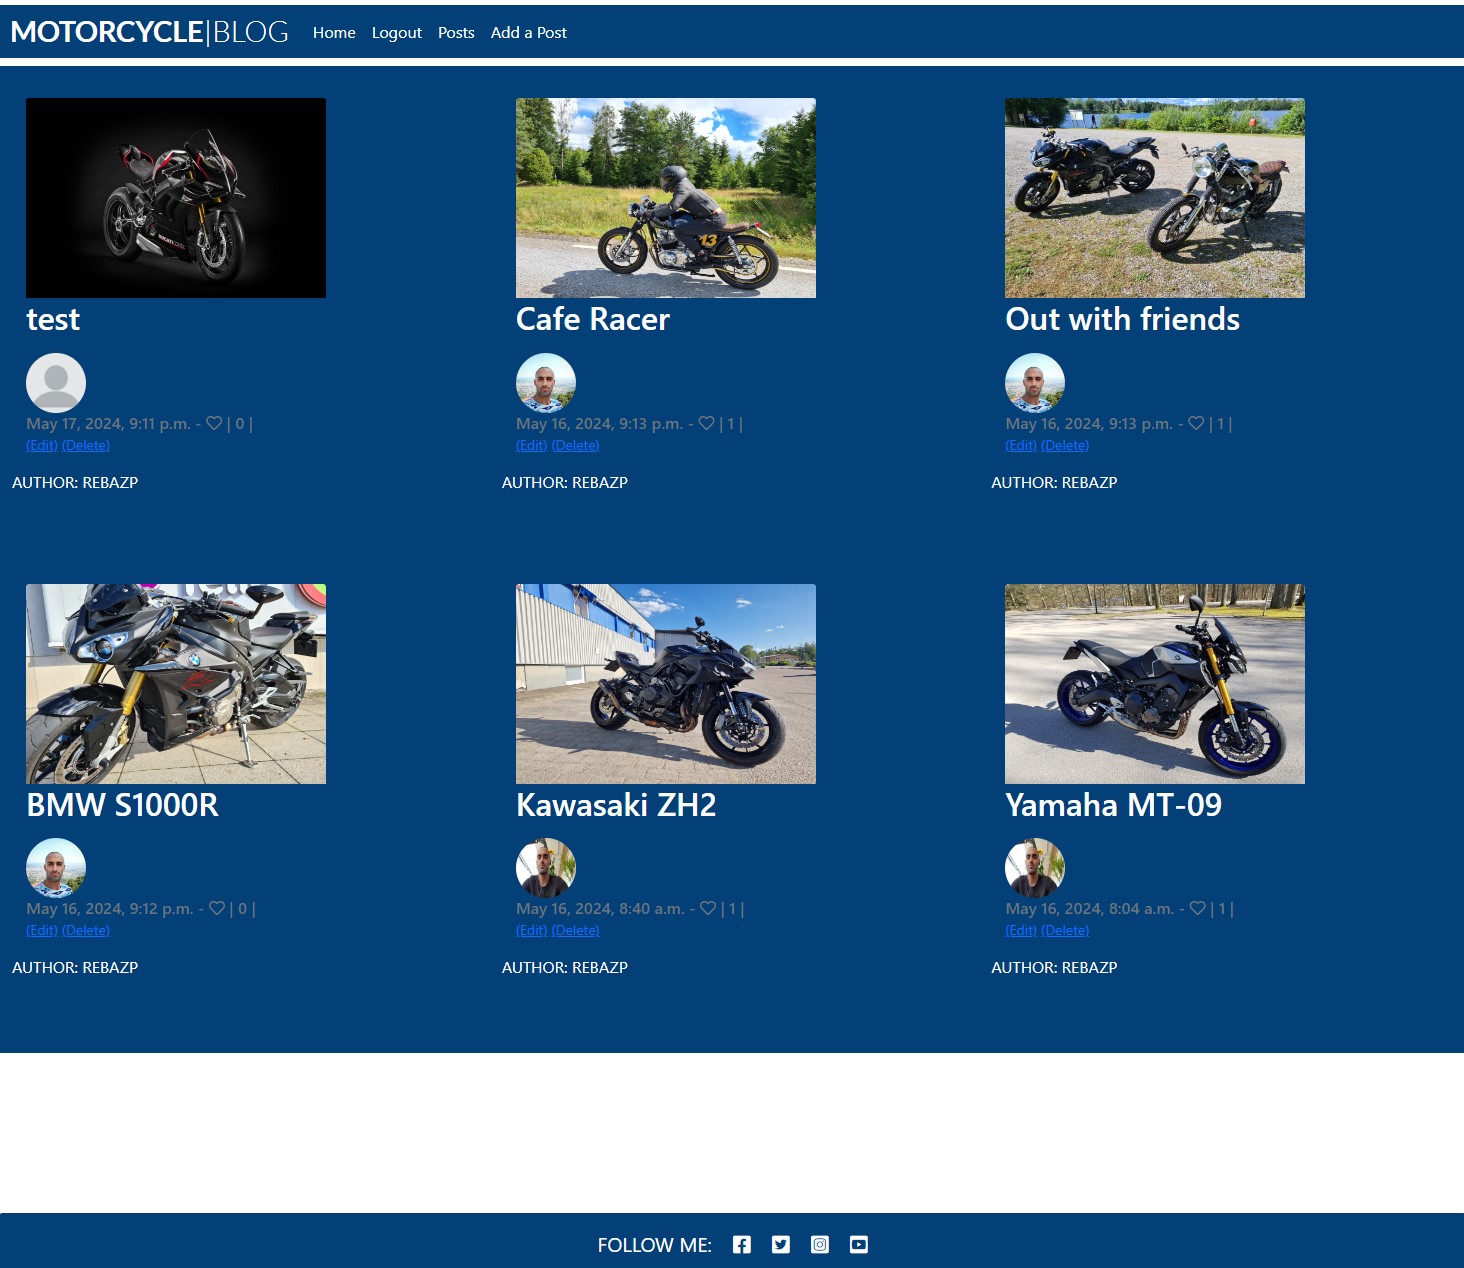 MOTORCYCLE|BLOG Home Logout Posts Add a Post
test
May 17, 2024, 9:11 p.m. - | 0 |
(Edit) (Delete)
AUTHOR: REBAZP
13
Cafe Racer
May 16, 2024, 9:13 p.m. - | 1 |
(Edit) (Delete)
AUTHOR: REBAZP
Out with friends
May 16, 2024, 9:13 p.m. - | 1 |
(Edit) (Delete)
AUTHOR: REBAZP
BMW S1000R
May 16, 2024, 9:12 p.m. - | 0 |
(Edit) (Delete)
AUTHOR: REBAZP
Kawasaki ZH2
May 16, 2024, 8:40 a.m. - | 1 |
(Edit) (Delete)
AUTHOR: REBAZP
Yamaha MT-09
May 16, 2024, 8:04 a.m. - | 1 |
(Edit) (Delete)
AUTHOR: REBAZP
FOLLOW ME: